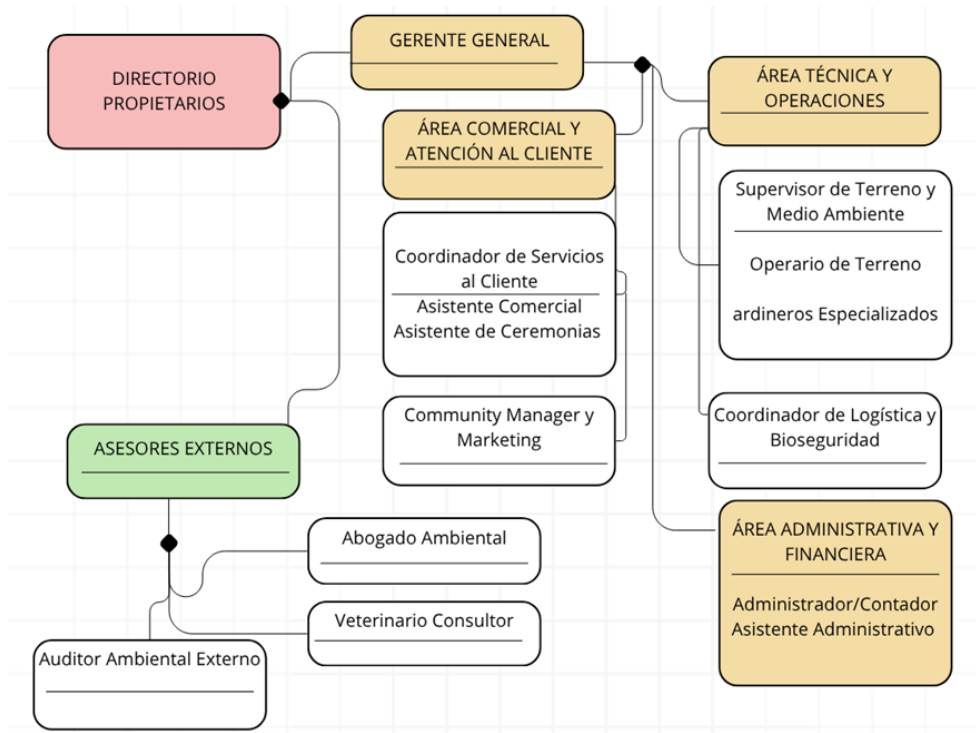 DIRECTORIO
PROPIETARIOS
GERENTE GENERAL
ÁREA COMERCIAL Y
ATENCIÓN AL CLIENTE
Coordinador de Servicios
al Cliente
Asistente Comercial
Asistente de Ceremonias
Community Manager y
Marketing
ÁREA TÉCNICA Y
OPERACIONES
Supervisor de Terreno y
Medio Ambiente
Operario de Terreno
ardineros Especializados
Coordinador de Logística y
Bioseguridad
ÁREA ADMINISTRATIVA Y
FINANCIERA
Administrador/Contador
Asistente Administrativo
ASESORES EXTERNOS
Abogado Ambiental
Veterinario Consultor
Auditor Ambiental Externo